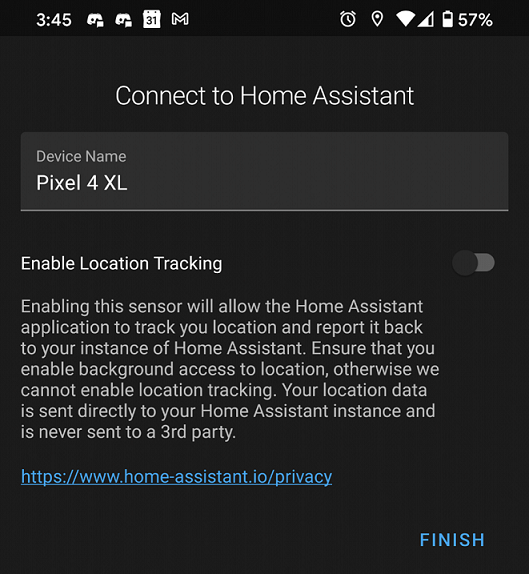 3:45 31 57%
Connect to Home Assistant
Device Name
Pixel 4 XL
Enable Location Tracking
Enabling this sensor will allow the Home Assistant
application to track you location and report it back
to your instance of Home Assistant. Ensure that you
enable background access to location, otherwise we
cannot enable location tracking. Your location data
is sent directly to your Home Assistant instance and
is never sent to a 3rd party.
https://www.home-assistant.io/privacy
FINISH